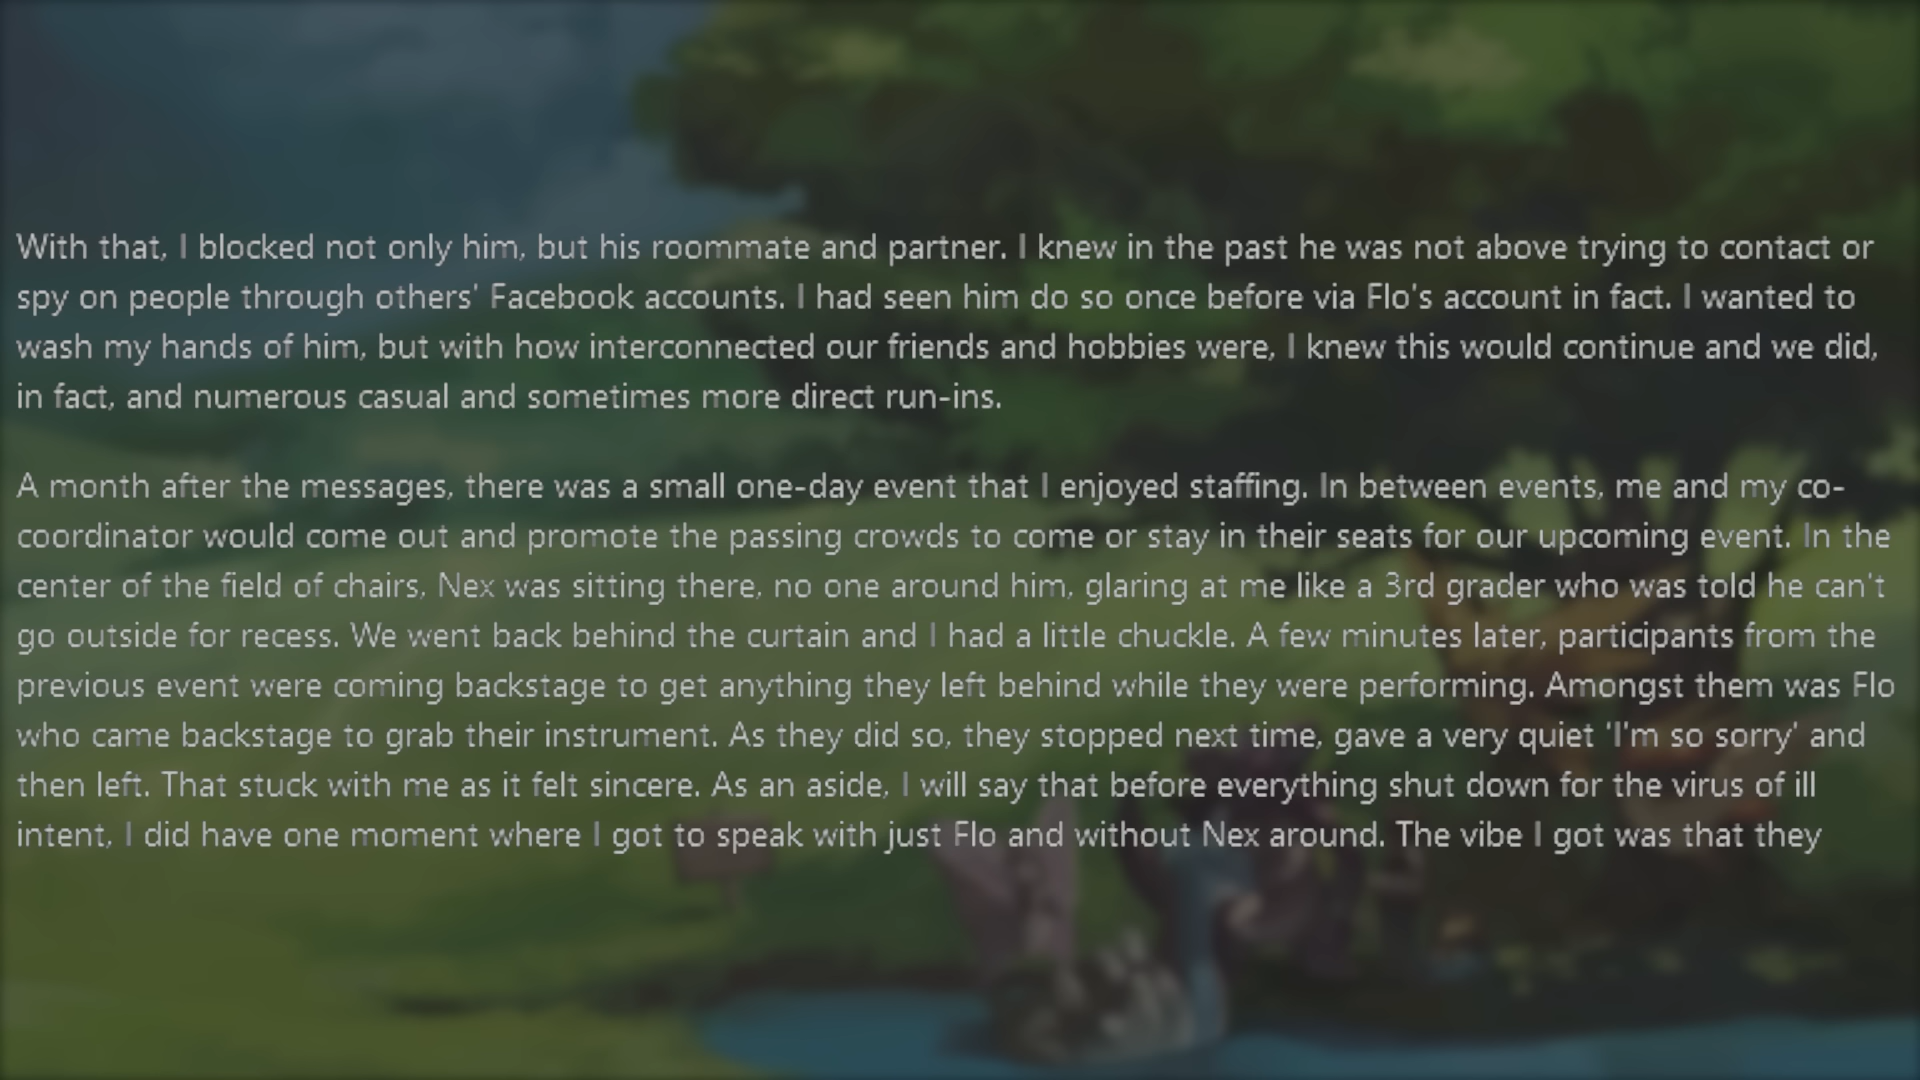 With that, I blocked not only him, but his roommate and partner. I knew in the past he was not above trying to contact or
spy on people through others' Facebook accounts. I had seen him do so once before via Flo's account in fact. I wanted to
wash my hands of him, but with how interconnected our friends and hobbies were, I knew this would continue and we did,
in fact, and numerous casual and sometimes more direct run-ins.
A month after the messages, there was a small one-day event that I enjoyed staffing. In between events, me and my co-
coordinator would come out and promote the passing crowds to come or stay in their seats for our upcoming event. In the
center of the field of chairs, Nex was sitting there, no one around him, glaring at me like a 3rd grader who was told he can't
go outside for recess. We went back behind the curtain and I had a little chuckle. A few minutes later, participants from the
previous event were coming backstage to get anything they left behind while they were performing. Amongst them was Flo
who came backstage to grab their instrument. As they did so, they stopped next time, gave a very quiet 'I'm so sorry' and
then left. That stuck with me as it felt sincere. As an aside, I will say that before everything shut down for the virus of ill
intent, I did have one moment where I got to speak with just Flo and without Nex around. The vibe I got was that they